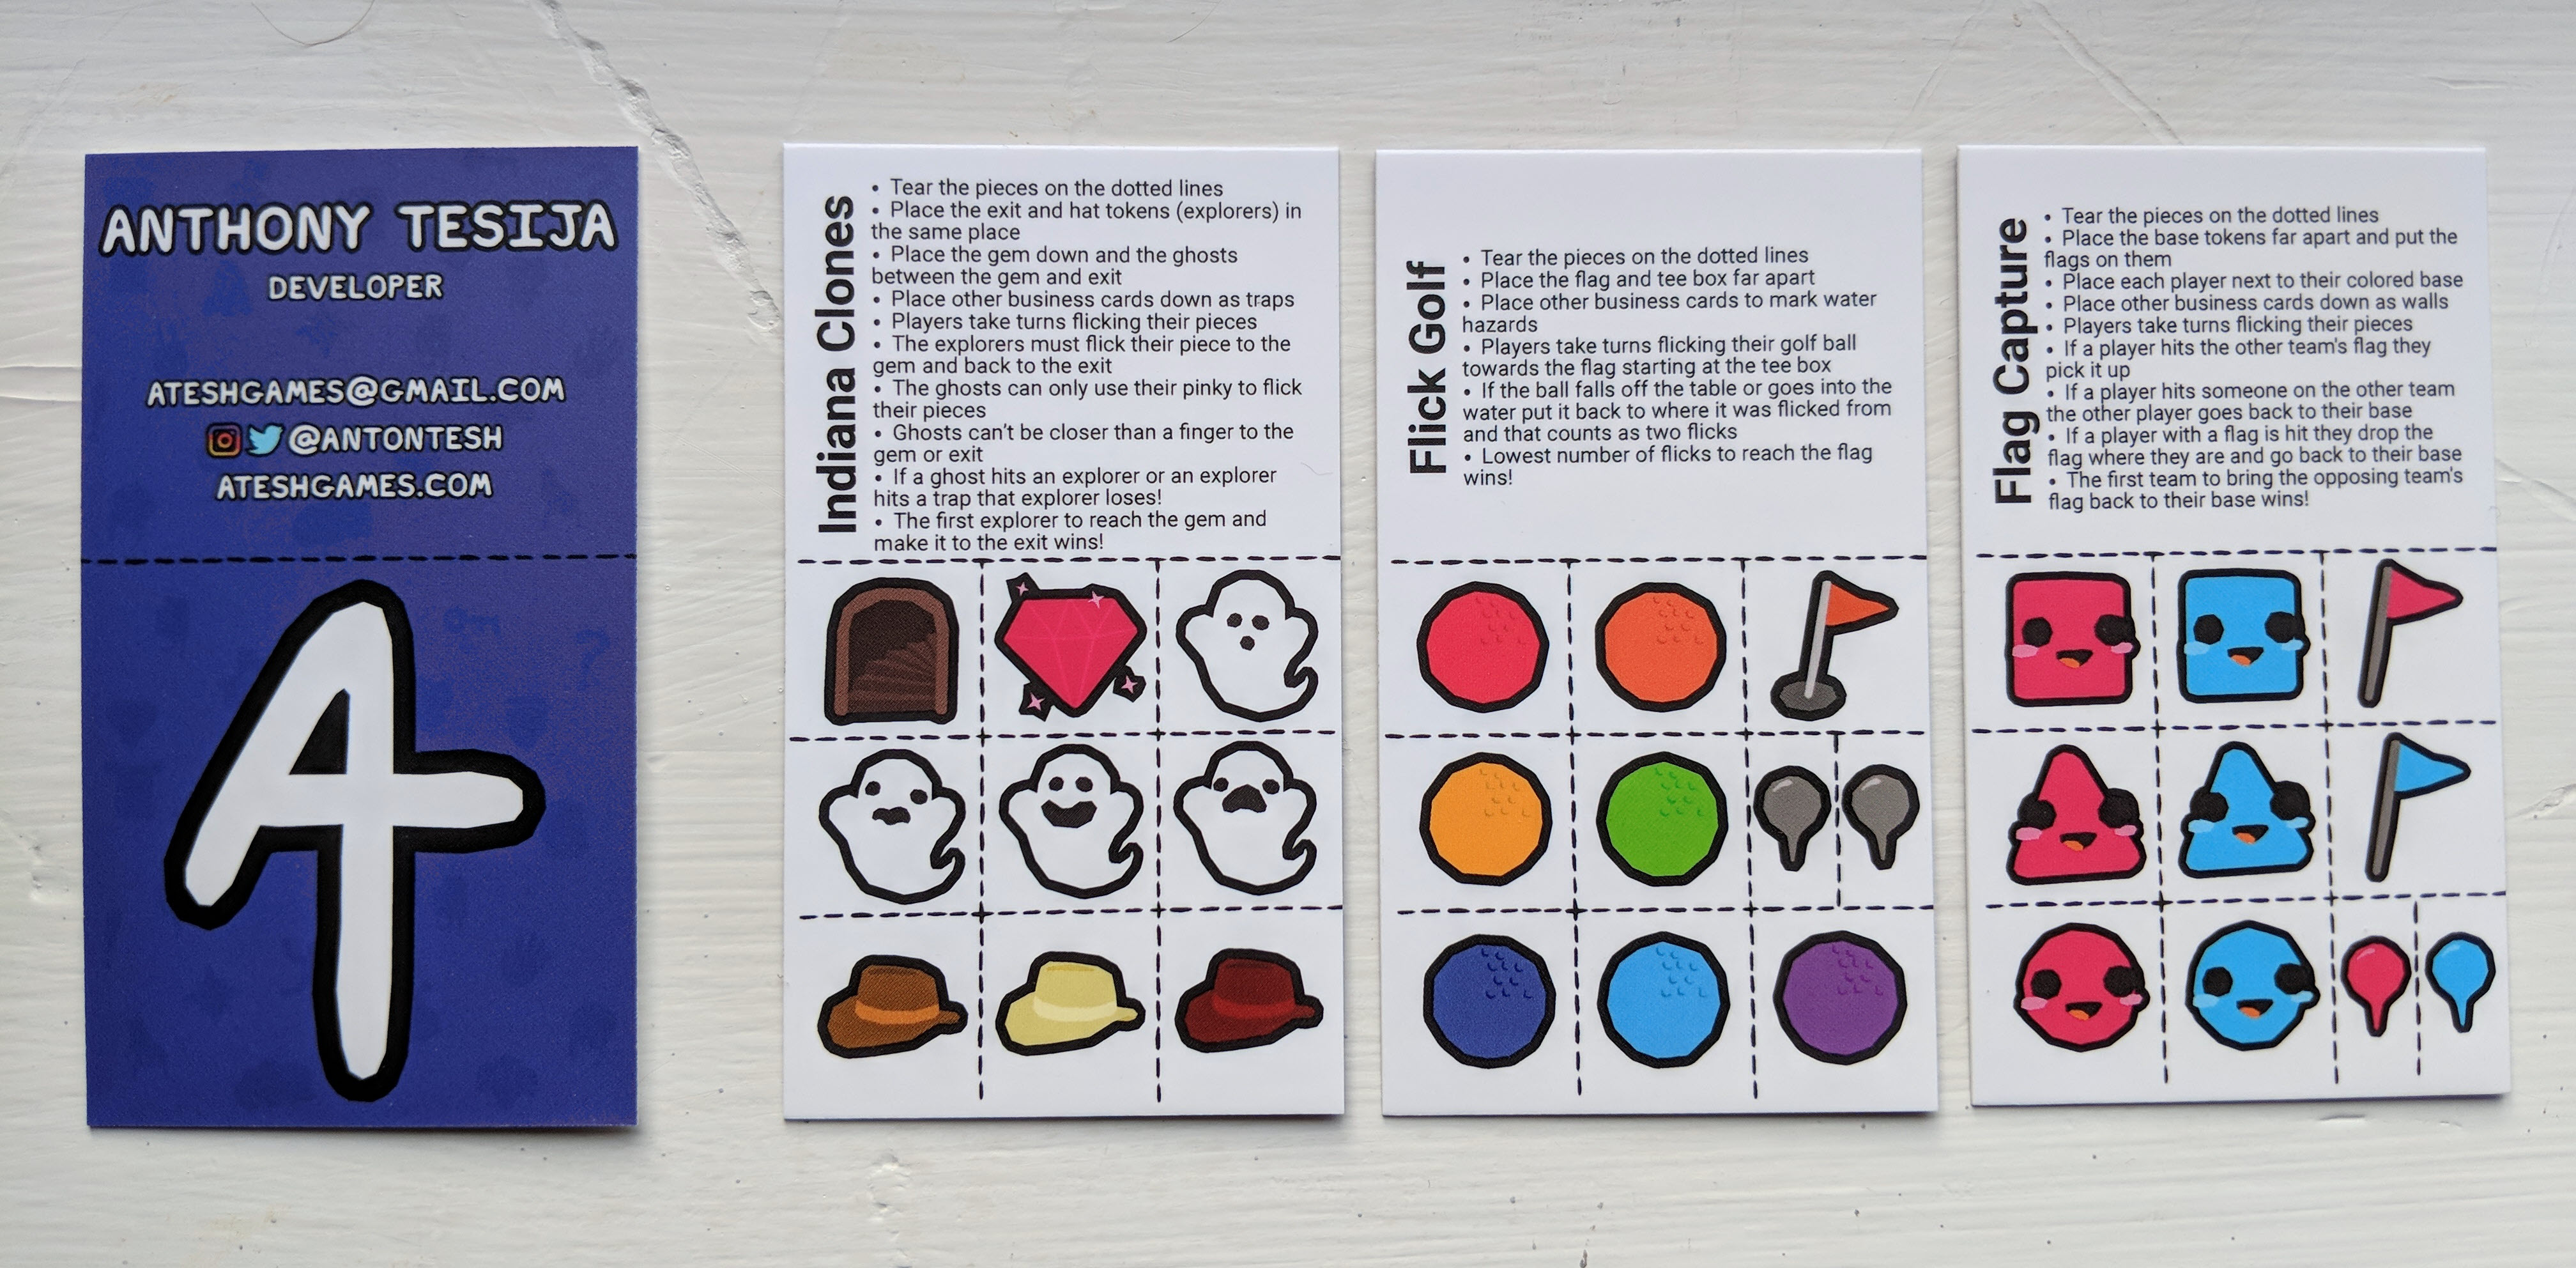 ANTHONY TESIJA
DEVELOPER
ATESHGAMES@GMAIL.COM
@ANTONTESH
ATESHGAMES.COM
A
Indiana Clones
• Tear the pieces on the dotted lines
• Place the exit and hat tokens (explorers) in
the same place
• Place the gem down and the ghosts
between the gem and exit
• Place other business cards down as traps
• Players take turns flicking their pieces
• The explorers must flick their piece to the
gem and back to the exit
• The ghosts can only use their pinky to flick
their pieces
• Ghosts can't be closer than a finger to the
gem or exit
• If a ghost hits an explorer or an explorer
hits a trap that explorer loses!
• The first explorer to reach the gem and
make it to the exit wins!
Flick Golf
• Tear the pieces on the dotted lines
• Place the flag and tee box far apart
• Place other business cards to mark water
hazards
• Players take turns flicking their golf ball
towards the flag starting at the tee box
• If the ball falls off the table or goes into the
water put it back to where it was flicked from
and that counts as two flicks
• Lowest number of flicks to reach the flag
wins!
Flag Capture
• Tear the pieces on the dotted lines
• Place the base tokens far apart and put the
flags on them
• Place each player next to their colored base
• Place other business cards down as walls
• Players take turns flicking their pieces
• If a player hits the other team's flag they
pick it up
• If a player hits someone on the other team
the other player goes back to their base
• If a player with a flag is hit they drop the
flag where they are and go back to their base
• The first team to bring the opposing team's
flag back to their base wins!